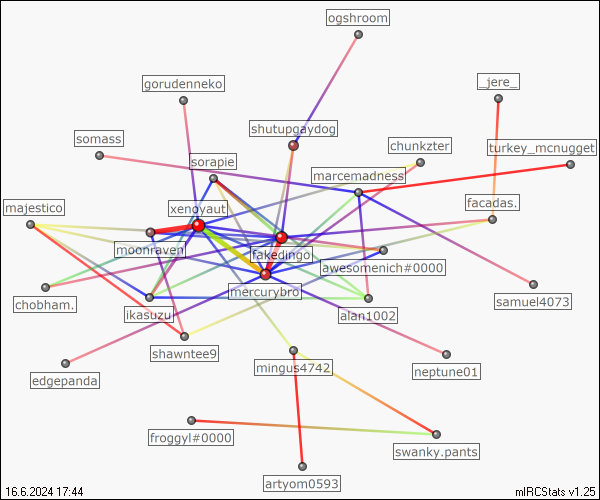 ogshroom
gorudenneko
_jere_
shutupgaydog
somass
chunkzter
turkey_mcnugget
sorapie
marcemadness
majestico
xenoyaut
facadas.
moonraven
fakedingo
awesomenich#0000
mercurybro
chobham.
ikasuzu
alan1002
samuel4073
shawntee9
mingus4742
neptune01
edgepanda
froggyl#0000
swanky.pants
artyom0593
16.6.2024 17:44
mIRCStats v1.25